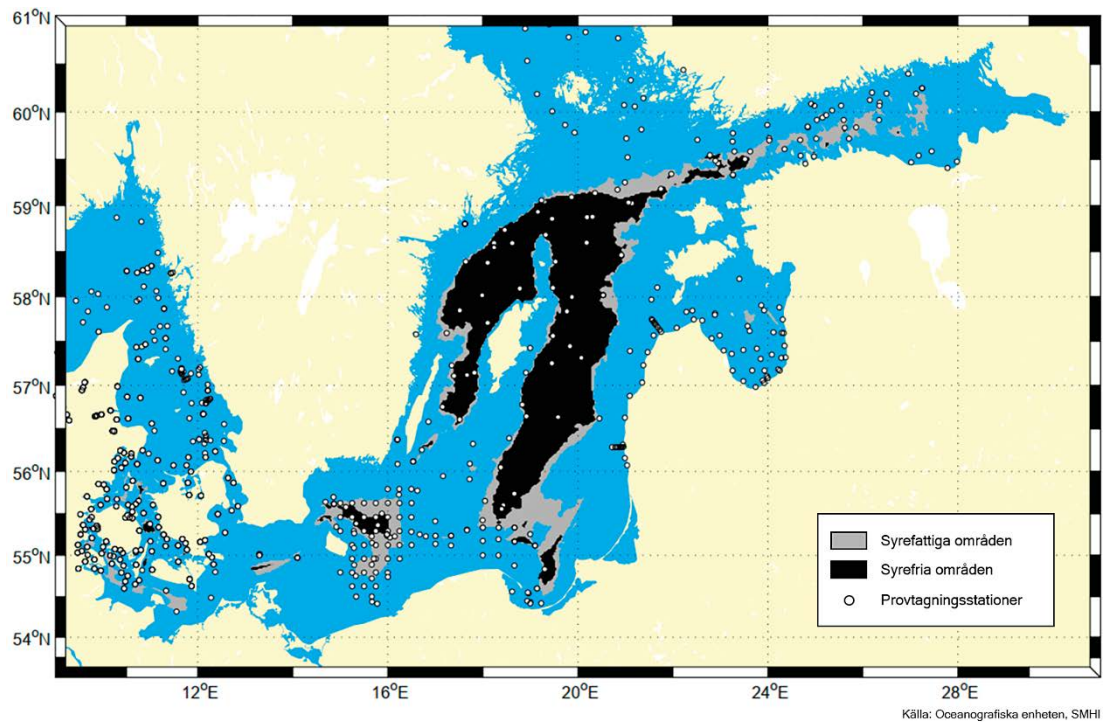 61°N
60°N
59°N
58°N
57°N
56°N
55°N
54°N
12°E
16°E
20°E
24°E
28°E
Syrefattiga områden
Syrefria områden
Provtagningsstationer
Källa: Oceanografiska enheten, SMHI